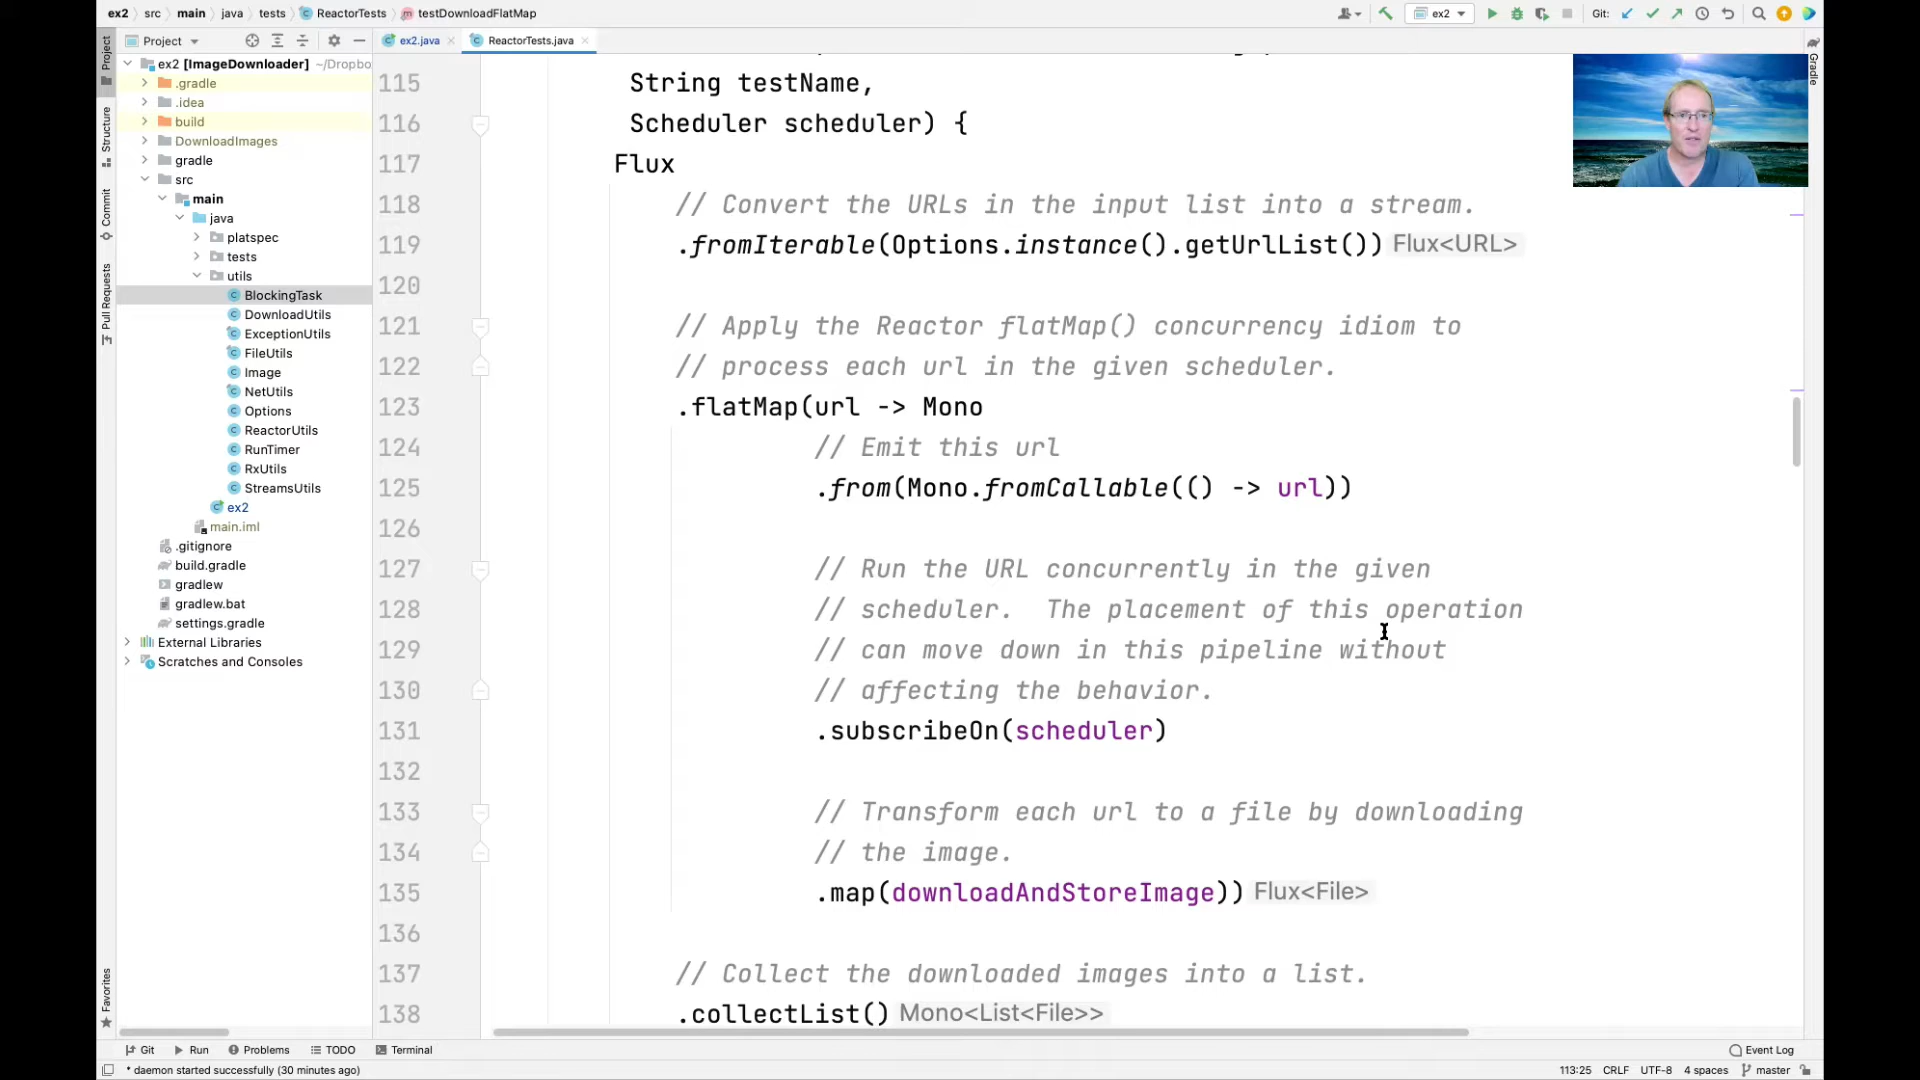 ex2 src main java tests ReactorTests testDownloadFlatMap
ex2
Git:
Project
ex2.java
ReactorTests.java
Project
Structure
Commit
Pull Requests
Favorites
Gradle
ex2 [ImageDownloader] ~/Dropbo
.gradle
.idea
build
DownloadImages
gradle
src
main
java
platspec
tests
utils
BlockingTask
DownloadUtils
ExceptionUtils
FileUtils
Image
NetUtils
Options
ReactorUtils
RunTimer
RxUtils
StreamsUtils
ex2
main.iml
.gitignore
build.gradle
gradlew
gradlew.bat
settings.gradle
External Libraries
Scratches and Consoles
115 String testName,
116 Scheduler scheduler) {
117 Flux
118 // Convert the URLs in the input list into a stream.
119 .fromIterable(Options.instance().getUrlList()) Flux<URL>
120
121 // Apply the Reactor flatMap() concurrency idiom to
122 // process each url in the given scheduler.
123 .flatMap(url -> Mono
124 // Emit this url
125 .from(Mono.fromCallable(() -> url))
126
127 // Run the URL concurrently in the given
128 // scheduler.  The placement of this operation
129 // can move down in this pipeline without
130 // affecting the behavior.
131 .subscribeOn(scheduler)
132
133 // Transform each url to a file by downloading
134 // the image.
135 .map(downloadAndStoreImage)) Flux<File>
136
137 // Collect the downloaded images into a list.
138 .collectList() Mono<List<File>>
Git Run Problems TODO Terminal Event Log
* daemon started successfully (30 minutes ago) 113:25 CRLF UTF-8 4 spaces master